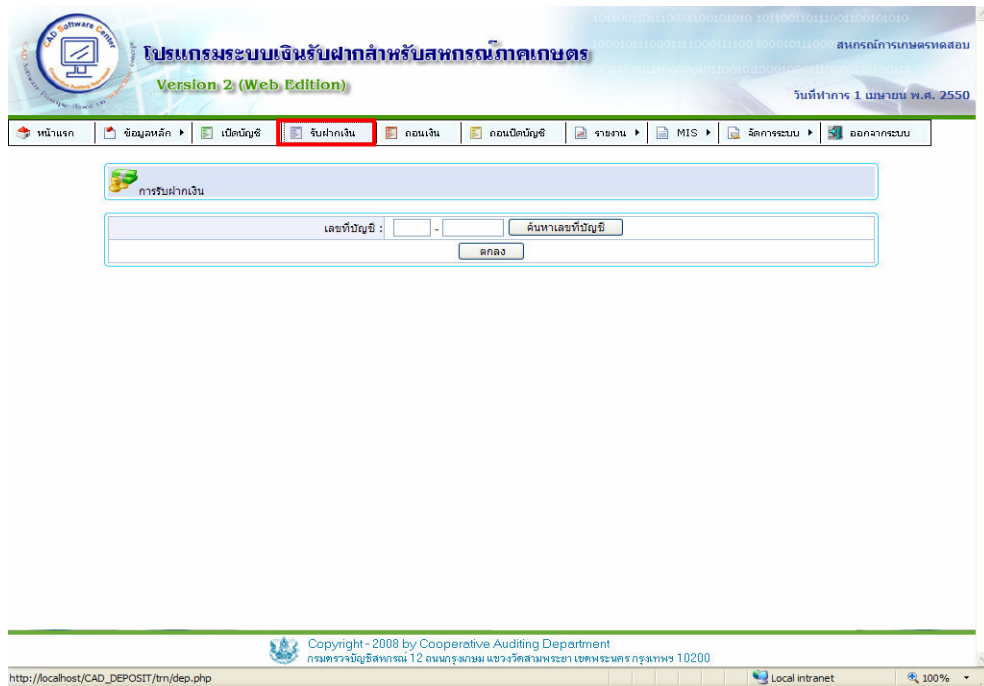 CAD Software Center
โปรแกรมระบบเงินรับฝากสำหรับสหกรณ์ภาคเกษตร
Version 2 (Web Edition)
สหกรณ์การเกษตรทดสอบ
วันที่ทำการ 1 เมษายน พ.ศ. 2550
หน้าแรก ข้อมูลหลัก เปิดบัญชี รับฝากเงิน ถอนเงิน ถอนปิดบัญชี รายงาน MIS จัดการระบบ ออกจากระบบ
การรับฝากเงิน
เลขที่บัญชี : - ค้นหาเลขที่บัญชี
ตกลง
Copyright - 2008 by Cooperative Auditing Department
กรมตรวจบัญชีสหกรณ์ 12 ถนนกรุงเกษม แขวงวัดสามพระยา เขตพระนคร กรุงเทพฯ 10200
http://localhost/CAD_DEPOSIT/trn/dep.php Local intranet 100%